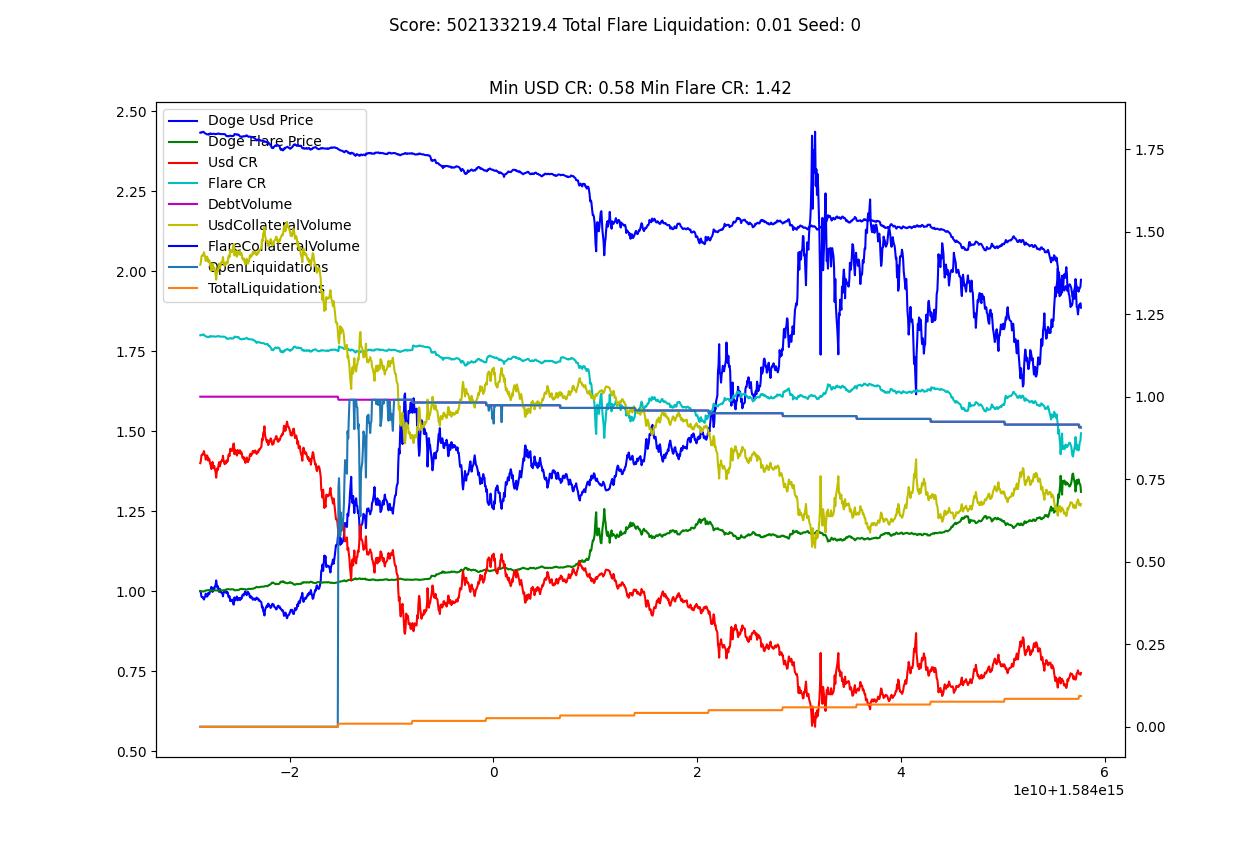 Score: 502133219.4 Total Flare Liquidation: 0.01 Seed: 0
Min USD CR: 0.58 Min Flare CR: 1.42
2.50
2.25
2.00
1.75
1.50
1.25
1.00
0.75
0.50
Doge Usd Price
Doge Flare Price
Usd CR
Flare CR
DebtVolume
UsdCollateralVolume
FlareCollateralVolume
OpenLiquidations
TotalLiquidations
1.75
1.50
1.25
1.00
0.75
0.50
0.25
0.00
−2 0 2 4 6
1e10+1.584e15